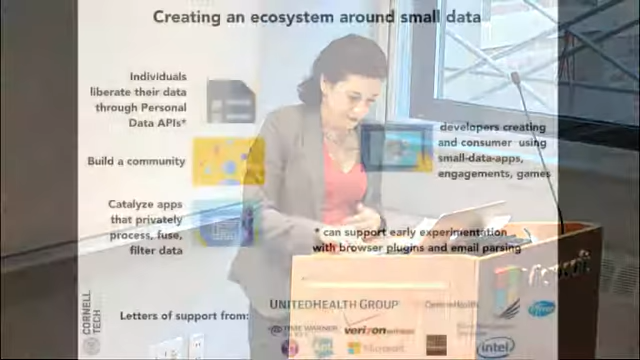 Creating an ecosystem around small data
Individuals
liberate their data
through Personal
Data APIs*
Build a community
Catalyze apps
that privately
process, fuse,
filter data
developers creating
and consumer using
small-data-apps,
engagements, games
* can support early experimentation
with browser plugins and email parsing
CORNELL
TECH
Letters of support from:
UNITEDHEALTH GROUP
TIME WARNER
verizon
Microsoft
intel